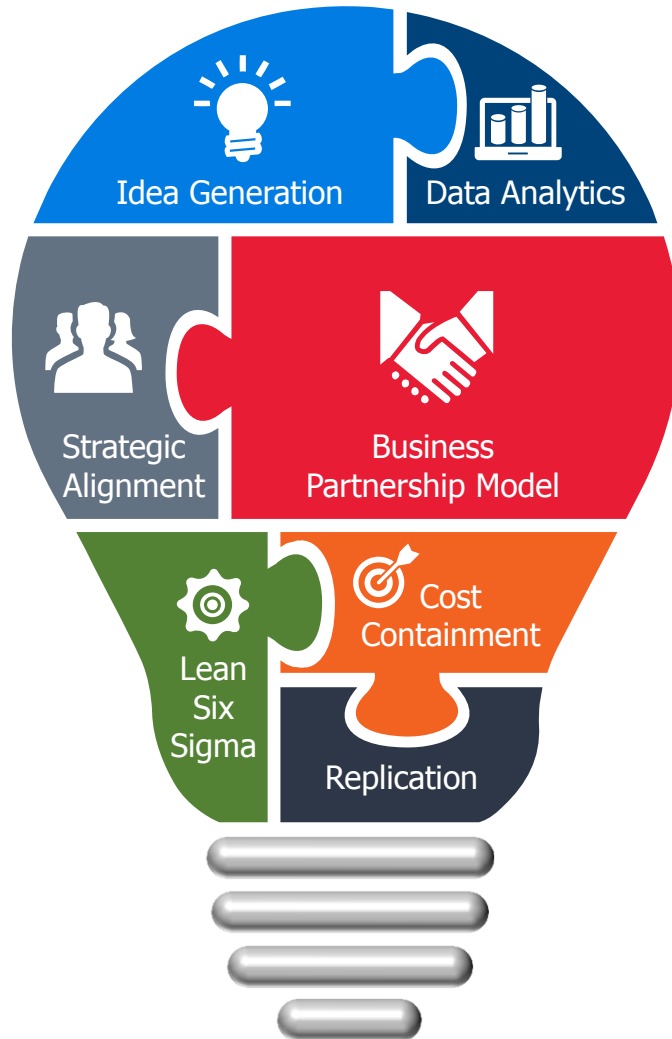 Idea Generation
Data Analytics
Strategic
Alignment
Business
Partnership Model
Cost
Containment
Lean
Six
Sigma
Replication